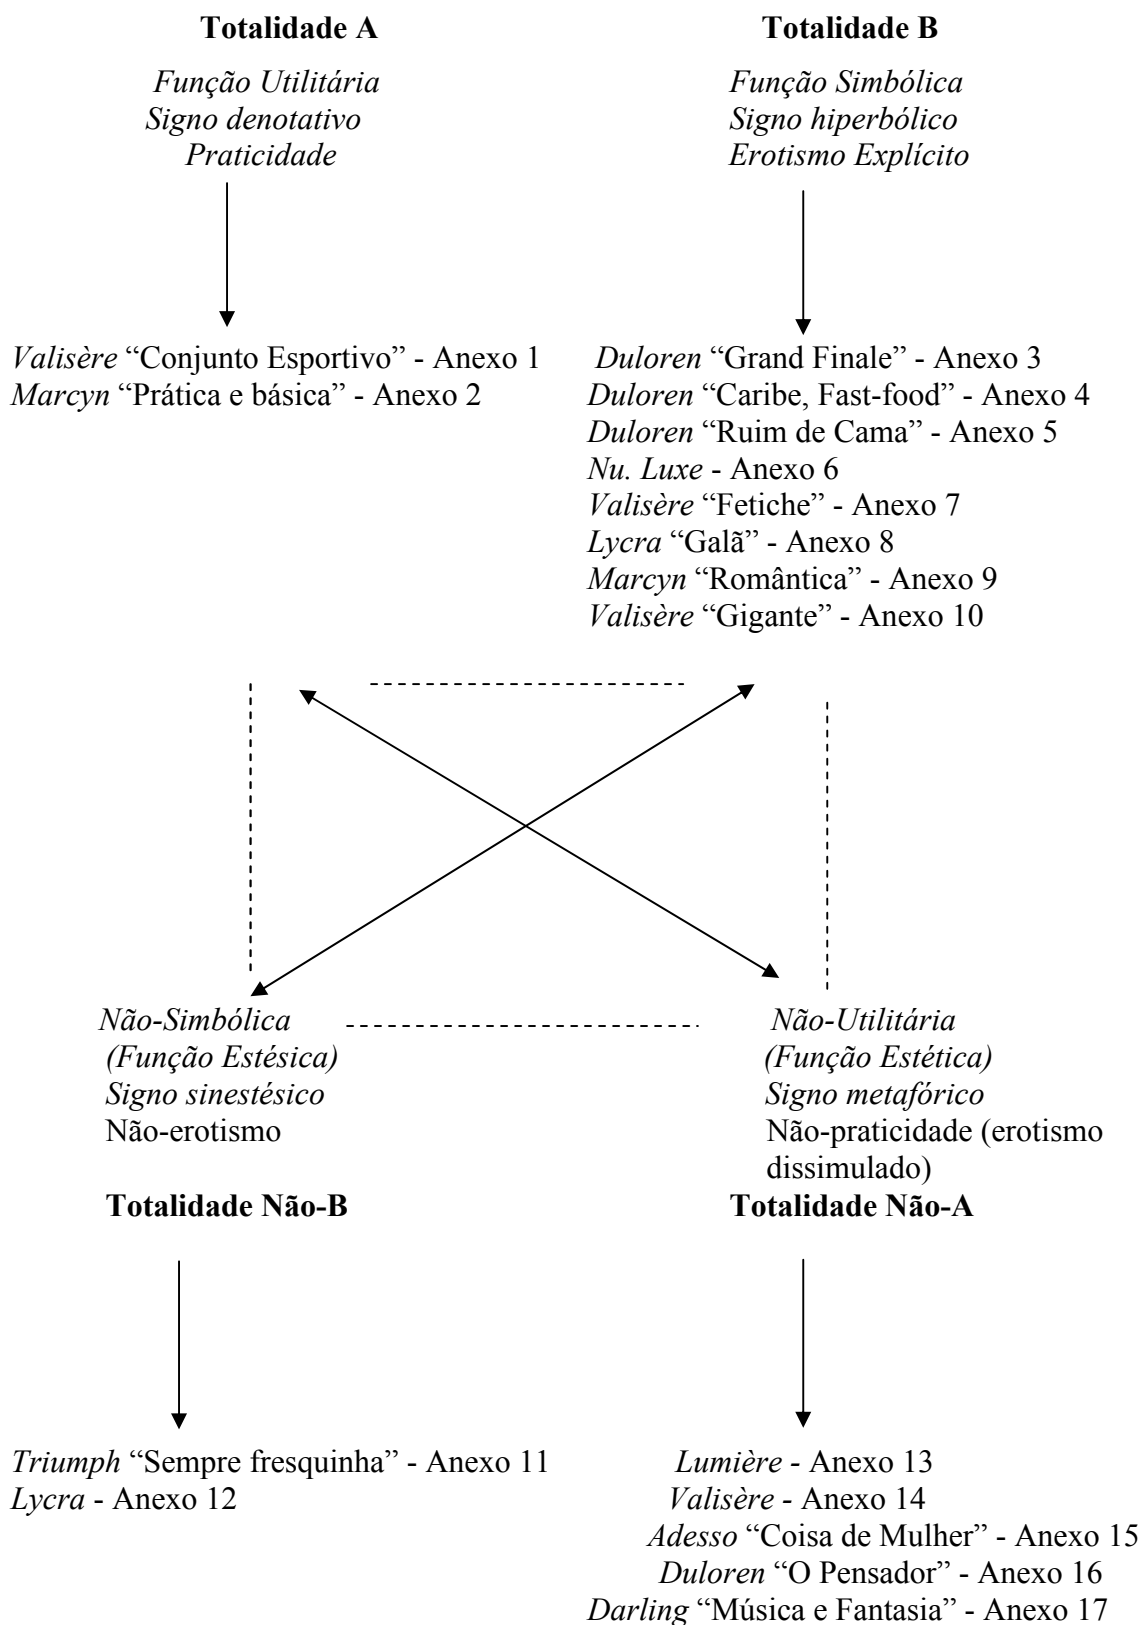 Totalidade A
Função Utilitária
Signo denotativo
Praticidade
Totalidade B
Função Simbólica
Signo hiperbólico
Erotismo Explícito
Valisère “Conjunto Esportivo” - Anexo 1
Marcyn “Prática e básica” - Anexo 2
Duloren “Grand Finale” - Anexo 3
Duloren “Caribe, Fast-food” - Anexo 4
Duloren “Ruim de Cama” - Anexo 5
Nu. Luxe - Anexo 6
Valisère “Fetiche” - Anexo 7
Lycra “Galã” - Anexo 8
Marcyn “Romântica” - Anexo 9
Valisère “Gigante” - Anexo 10
Não-Simbólica
(Função Estésica)
Signo sinestésico
Não-erotismo
Totalidade Não-B
Não-Utilitária
(Função Estética)
Signo metafórico
Não-praticidade (erotismo
dissimulado)
Totalidade Não-A
Triumph “Sempre fresquinha” - Anexo 11
Lycra - Anexo 12
Lumière - Anexo 13
Valisère - Anexo 14
Adesso “Coisa de Mulher” - Anexo 15
Duloren “O Pensador” - Anexo 16
Darling “Música e Fantasia” - Anexo 17